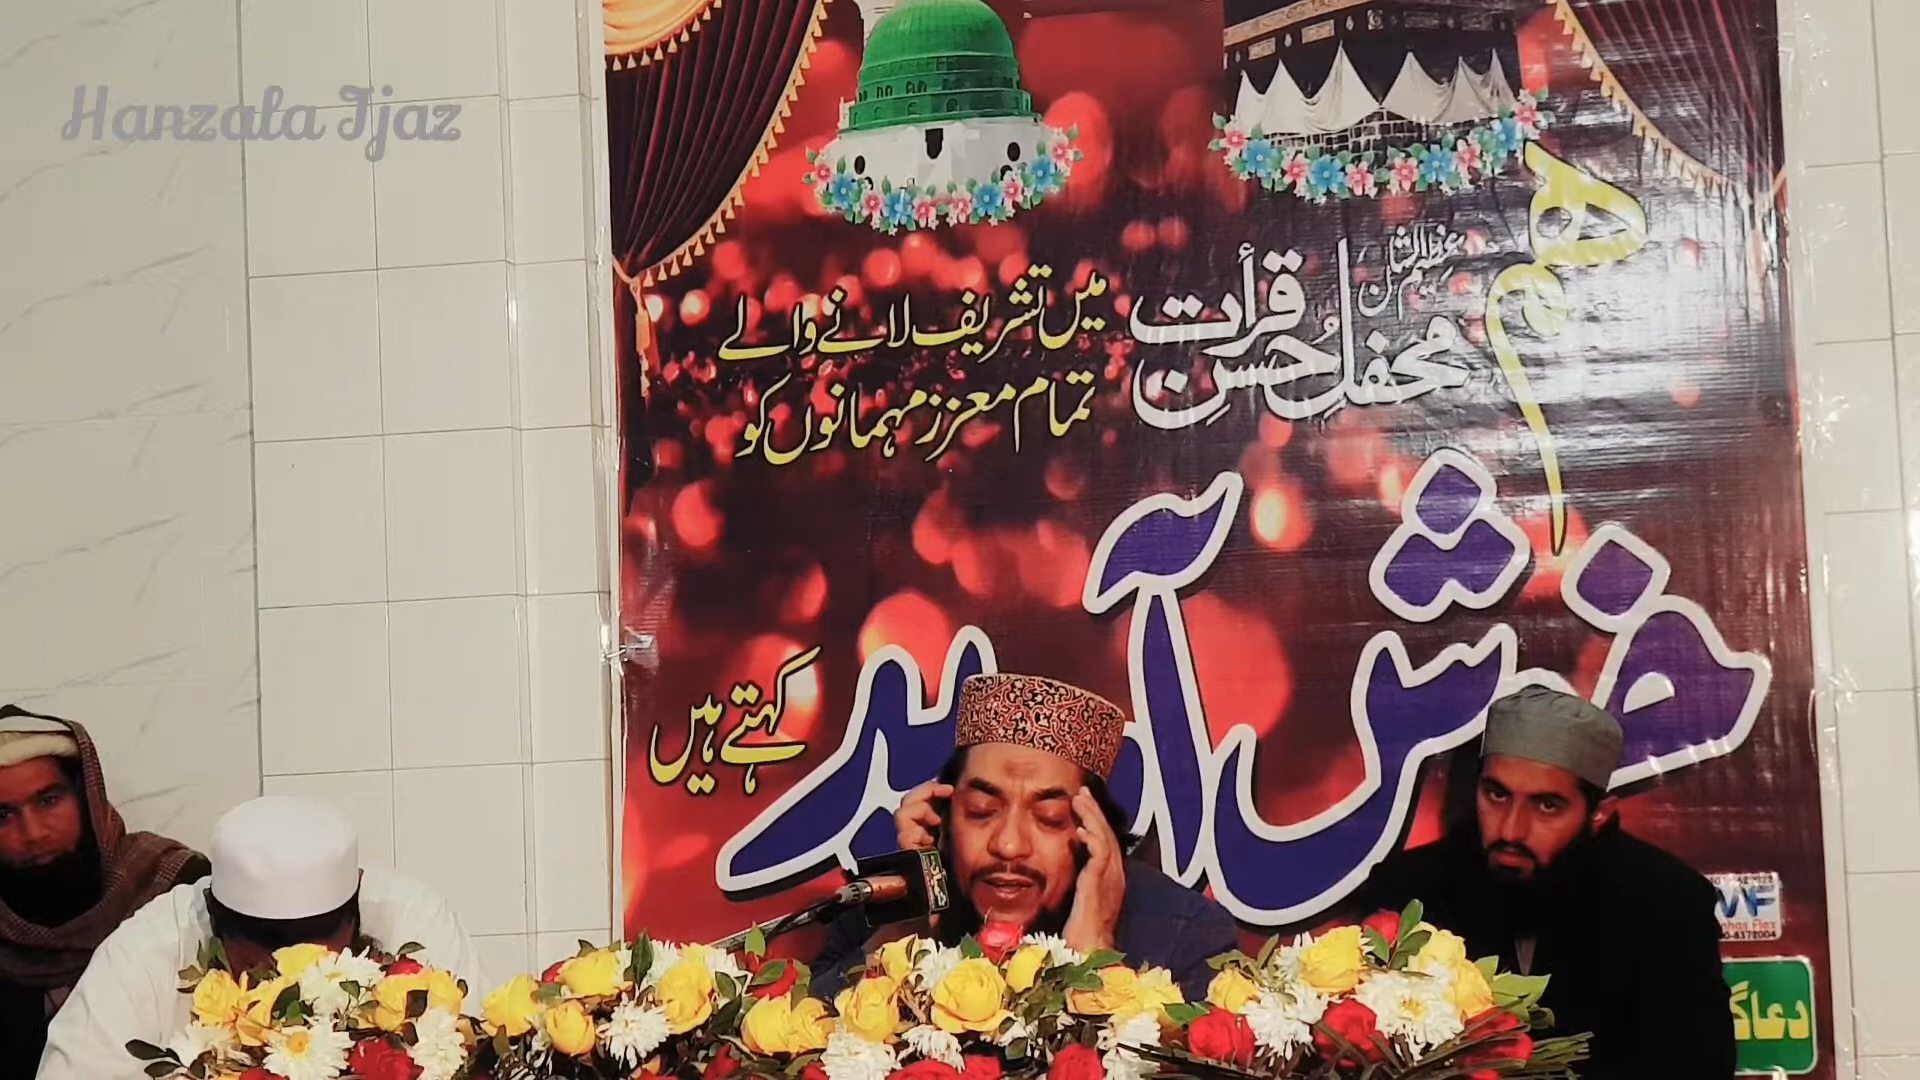 Hanzala Ijaz
ہم
عظیم الشان
محفلِ حُسنِ قرأت
میں تشریف لانے والے
تمام معزز مہمانوں کو
خوش آمدید
کہتے ہیں